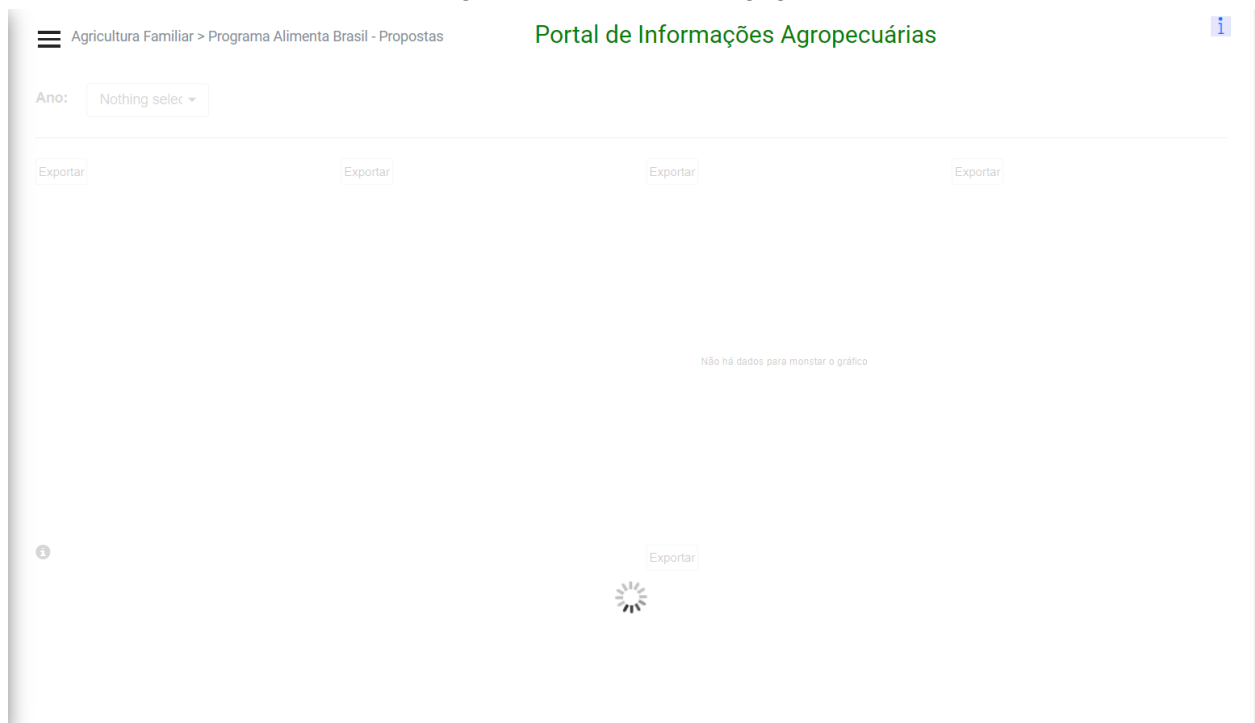 Agricultura Familiar > Programa Alimenta Brasil - Propostas
Portal de Informações Agropecuárias
i
Ano:
Nothing selec
Exportar
Exportar
Exportar
Exportar
Não há dados para monstar o gráfico
Exportar